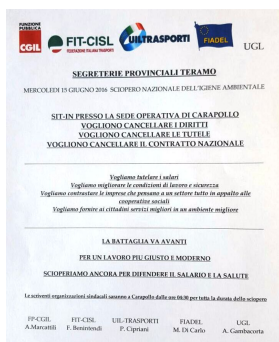 FUNZIONE
PUBBLICA
CGIL
FIT-CISL
FEDERAZIONE ITALIANA TRASPORTI
UILTRASPORTI
FIADEL
UGL
SEGRETERIE PROVINCIALI TERAMO
MERCOLEDI 15 GIUGNO 2016 SCIOPERO NAZIONALE DELL'IGIENE AMBIENTALE
SIT-IN PRESSO LA SEDE OPERATIVA DI CARAPOLLO
VOGLIONO CANCELLARE I DIRITTI
VOGLIONO CANCELLARE LE TUTELE
VOGLIONO CANCELLARE IL CONTRATTO NAZIONALE
Vogliamo tutelare i salari
Vogliamo migliorare le condizioni di lavoro e sicurezza
Vogliamo contrastare le imprese che pensano a un settore tutto in appalto alle
cooperative sociali
Vogliamo fornire ai cittadini servizi migliori in un ambiente migliore
LA BATTAGLIA VA AVANTI
PER UN LAVORO PIU GIUSTO E MODERNO
SCIOPERIAMO ANCORA PER DIFENDERE IL SALARIO E LA SALUTE
Le scriventi organizzazioni sindacali saranno a Carapollo dalle ore 04:30 per tutta la durata dello sciopero
FP-CGIL FIT-CISL UIL-TRASPORTI FIADEL UGL
A.Marcattili F. Benintendi P. Cipriani M. Di Carlo A. Gambacorta